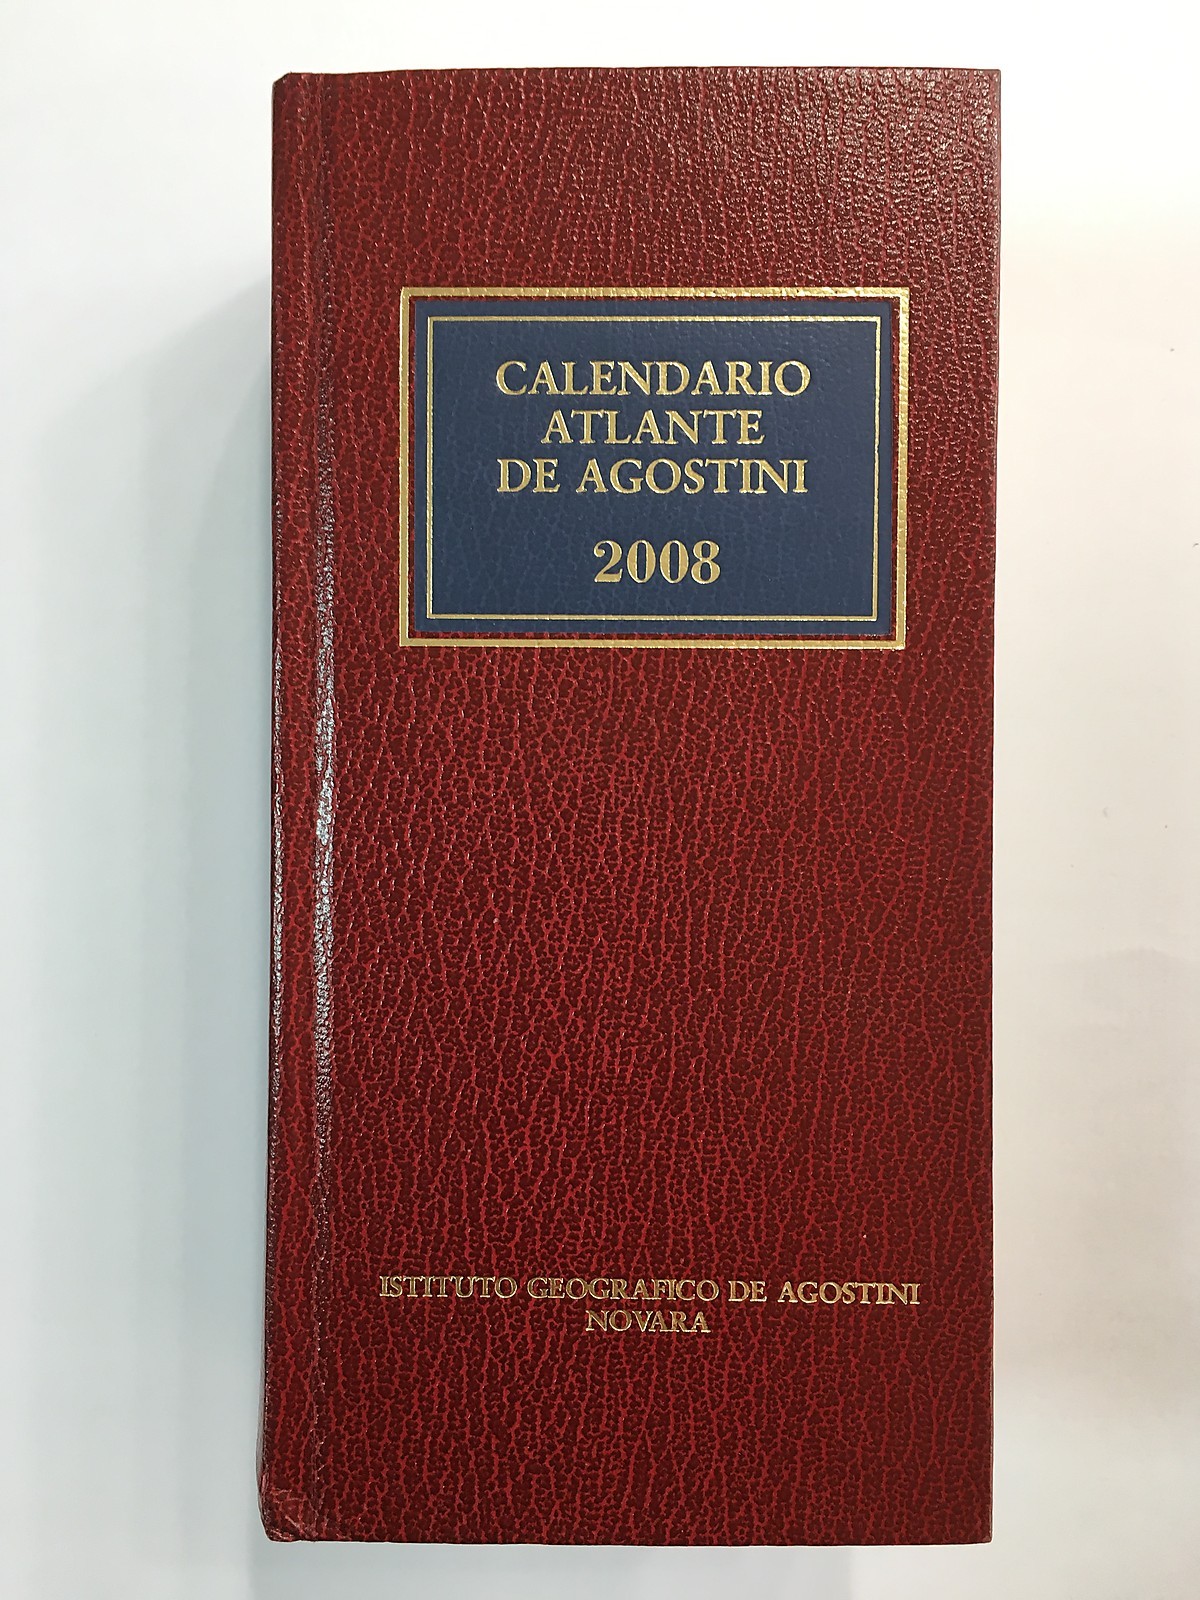 CALENDARIO
ATLANTE
DE AGOSTINI
2008
ISTITUTO GEOGRAFICO DE AGOSTINI
NOVARA